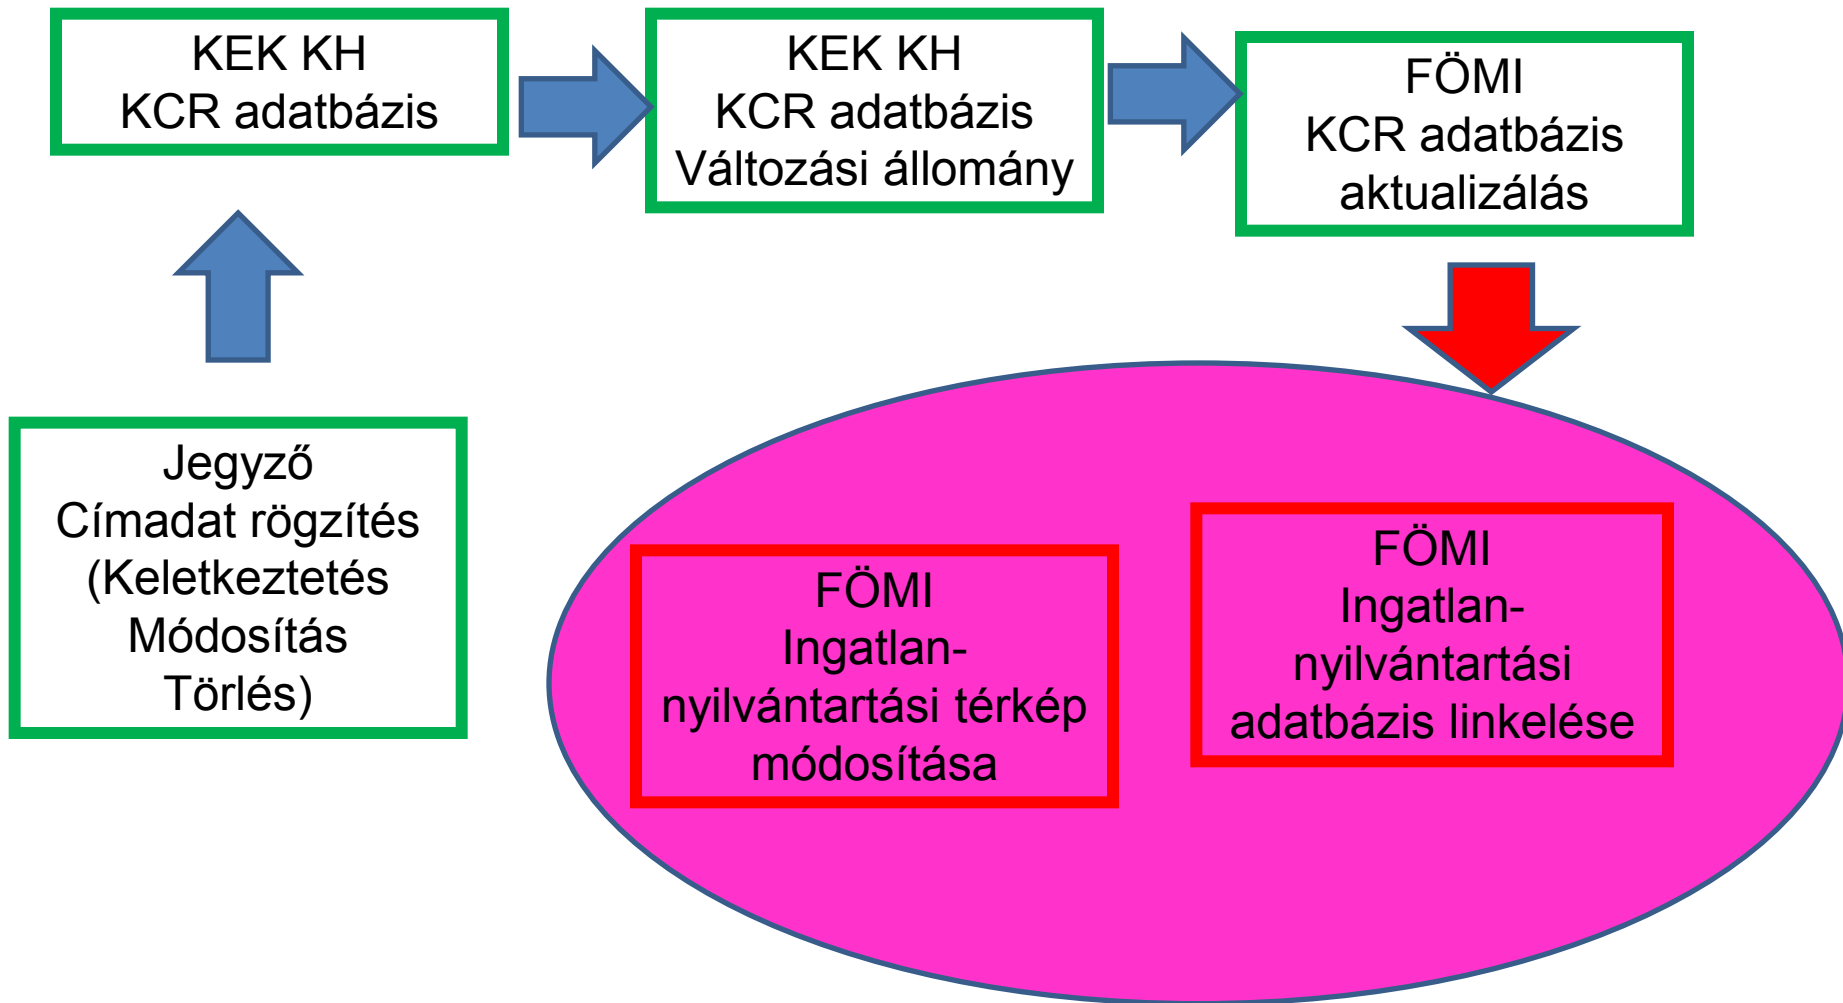 KEK KH
KCR adatbázis
KEK KH
KCR adatbázis
Változási állomány
FÖMI
KCR adatbázis
aktualizálás
Jegyző
Címadat rögzítés
(Keletkeztetés
Módosítás
Törlés)
FÖMI
Ingatlan-
nyilvántartási térkép
módosítása
FÖMI
Ingatlan-
nyilvántartási
adatbázis linkelése